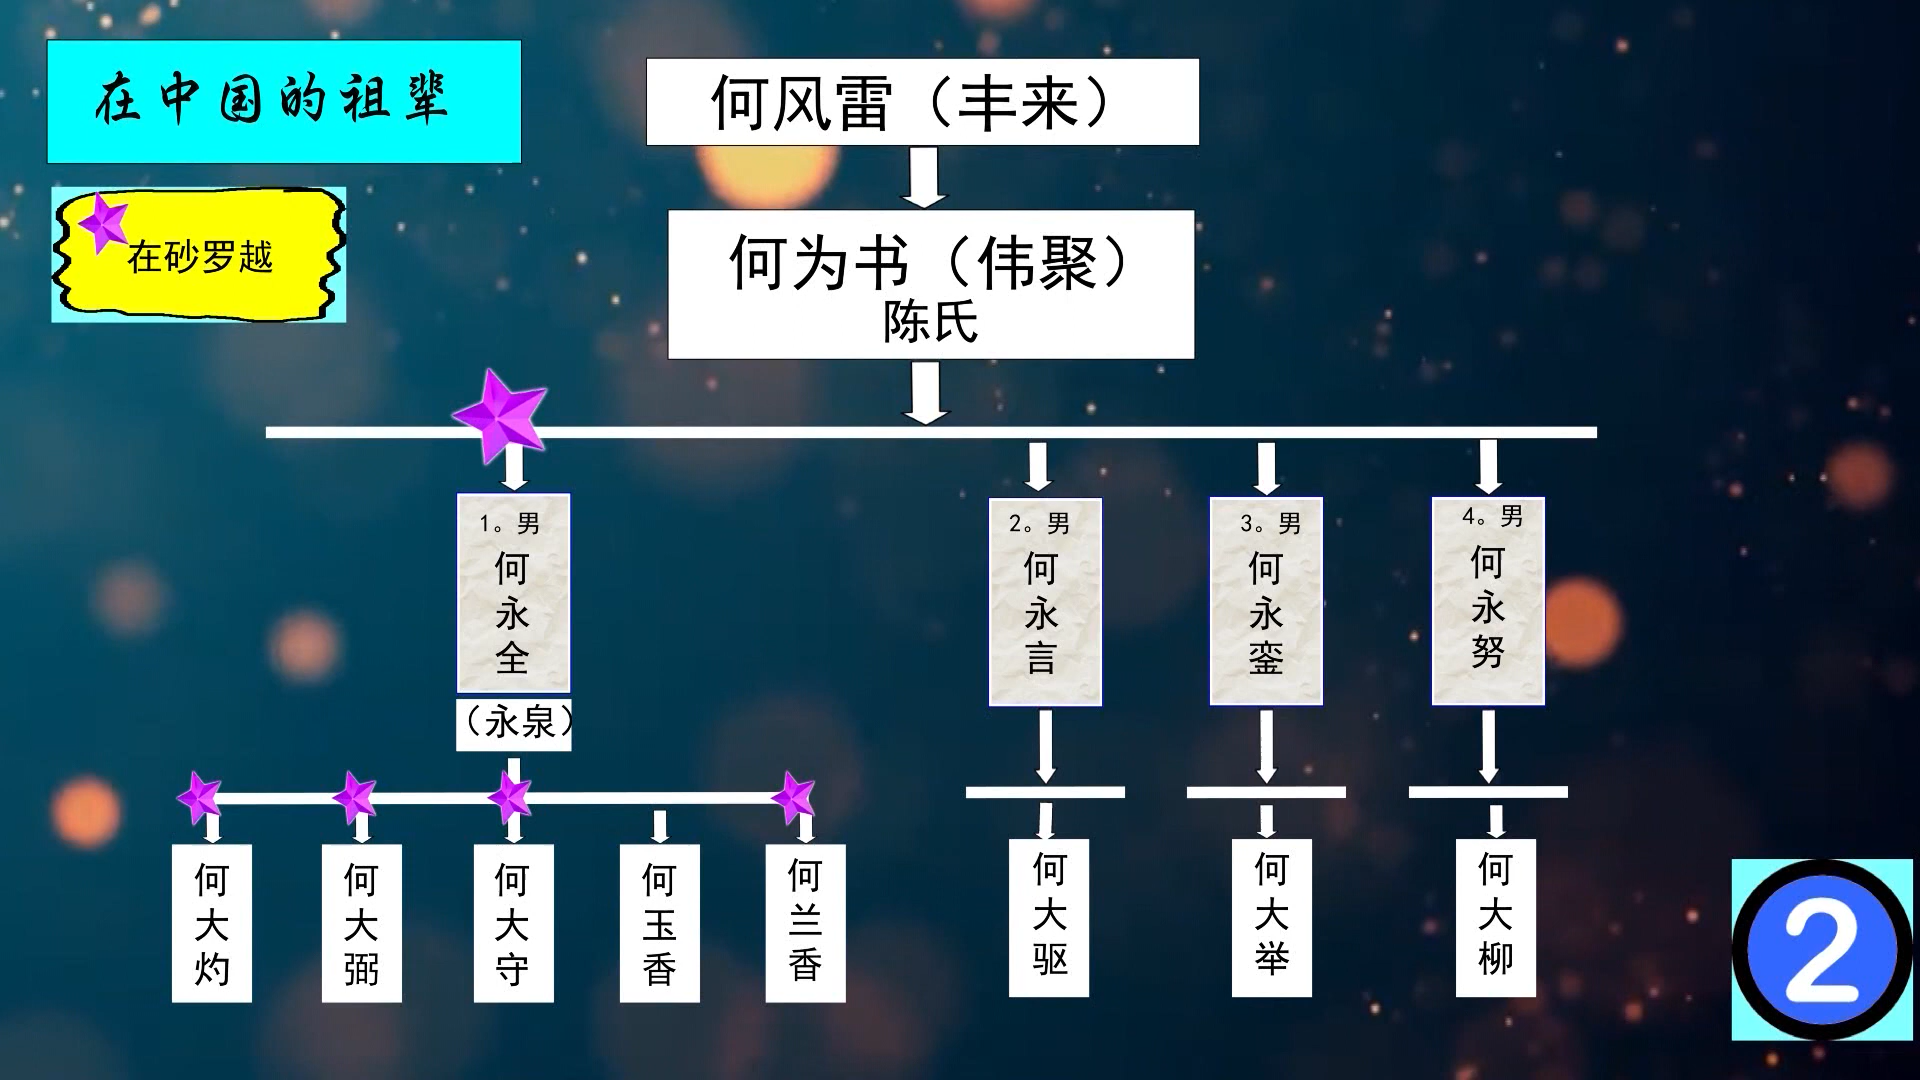 在中国的祖辈
何风雷（丰来）
在砂罗越
何为书（伟聚）
陈氏
1。男
何永全
（永泉）
2。男
何永言
3。男
何永銮
4。男
何永努
何大灼
何大弼
何大守
何玉香
何兰香
何大驱
何大举
何大柳
2